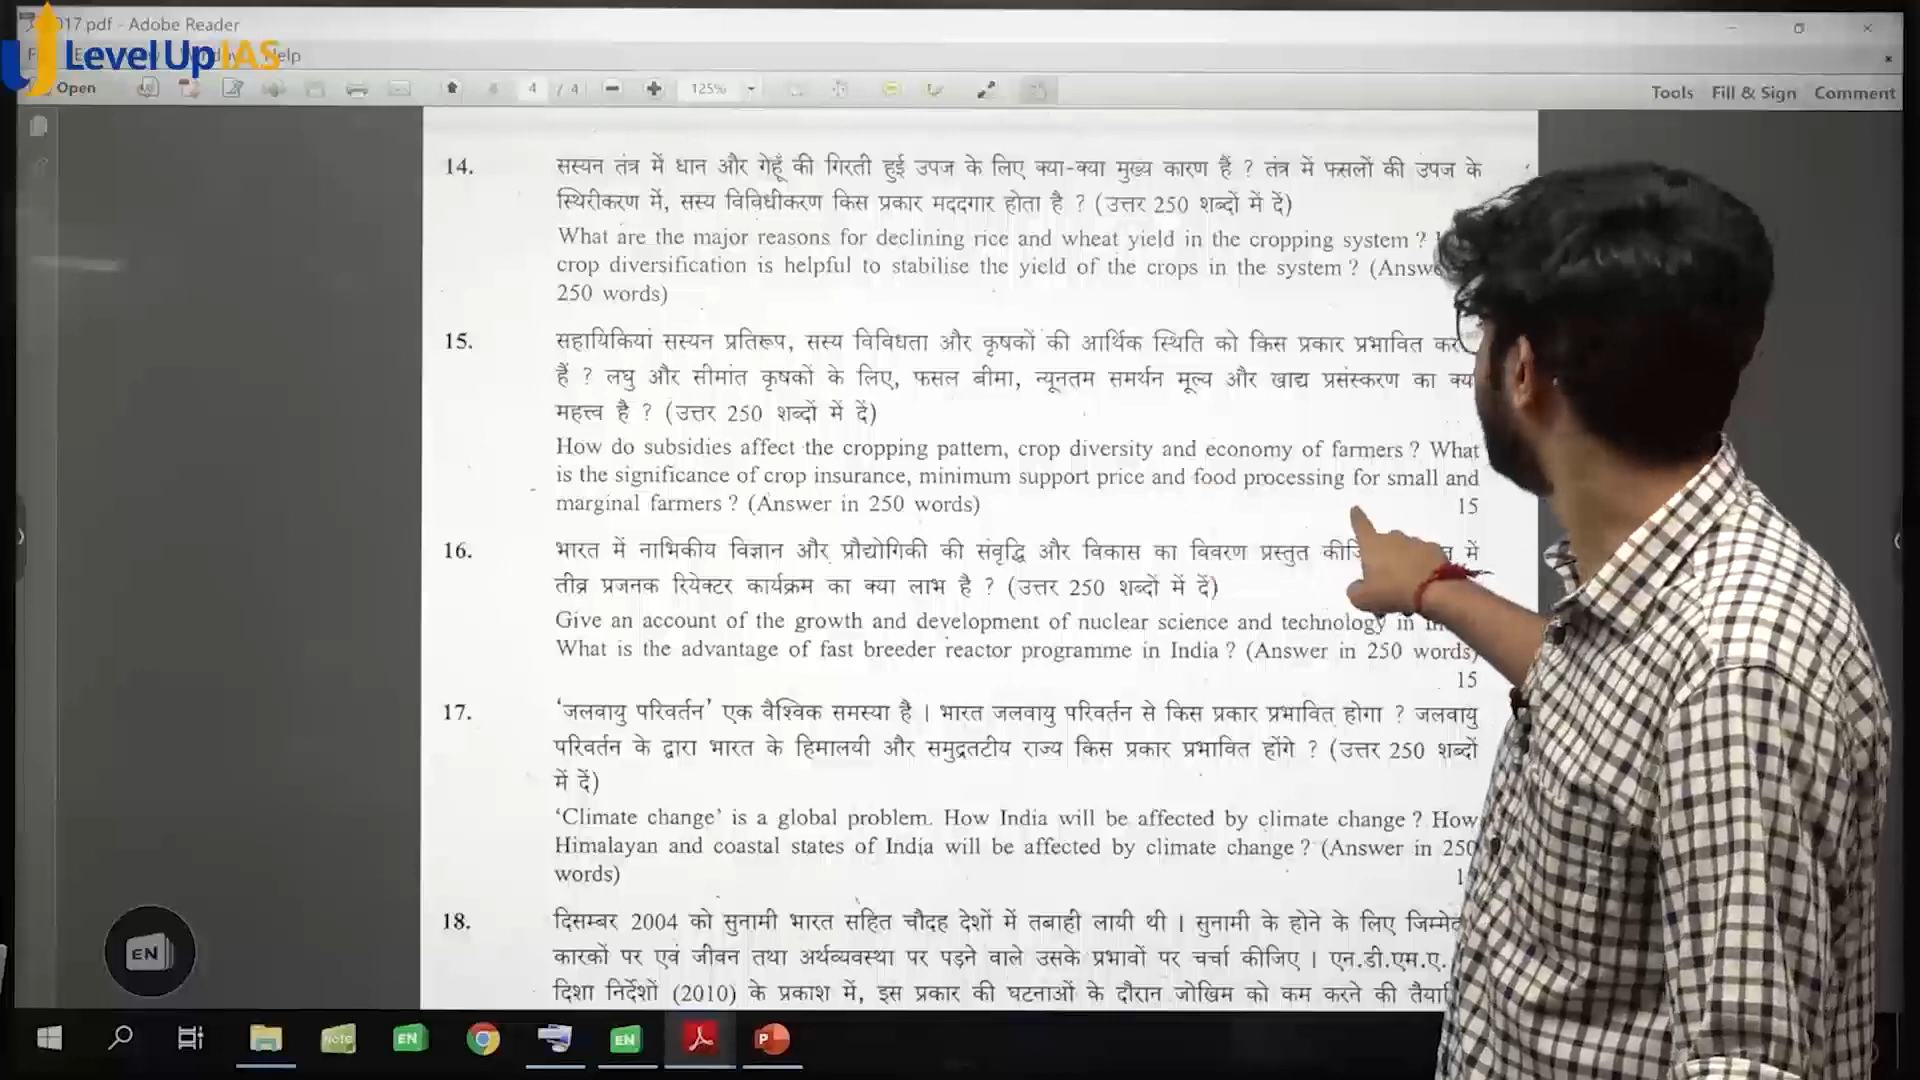 017.pdf - Adobe Reader
Level Up IAS
Help
Open
4 / 4
125%
Tools Fill & Sign Comment
14. सस्यन तंत्र में धान और गेहूँ की गिरती हुई उपज के लिए क्या-क्या मुख्य कारण हैं ? तंत्र में फसलों की उपज के
स्थिरीकरण में, सस्य विविधीकरण किस प्रकार मददगार होता है ? (उत्तर 250 शब्दों में दें)
What are the major reasons for declining rice and wheat yield in the cropping system ?
crop diversification is helpful to stabilise the yield of the crops in the system ? (Answe
250 words)
15. सहायिकियां सस्यन प्रतिरूप, सस्य विविधता और कृषकों की आर्थिक स्थिति को किस प्रकार प्रभावित कर
हैं ? लघु और सीमांत कृषकों के लिए, फसल बीमा, न्यूनतम समर्थन मूल्य और खाद्य प्रसंस्करण का क्या
महत्त्व है ? (उत्तर 250 शब्दों में दें)
How do subsidies affect the cropping pattern, crop diversity and economy of farmers ? What
is the significance of crop insurance, minimum support price and food processing for small and
marginal farmers ? (Answer in 250 words) 15
16. भारत में नाभिकीय विज्ञान और प्रौद्योगिकी की संवृद्धि और विकास का विवरण प्रस्तुत में
तीव्र प्रजनक रियेक्टर कार्यक्रम का क्या लाभ है ? (उत्तर 250 शब्दों में दें)
Give an account of the growth and development of nuclear science and technology in
What is the advantage of fast breeder reactor programme in India ? (Answer in 250 words)
15
17. ‘जलवायु परिवर्तन’ एक वैश्विक समस्या है । भारत जलवायु परिवर्तन से किस प्रकार प्रभावित होगा ? जलवायु
परिवर्तन के द्वारा भारत के हिमालयी और समुद्रतटीय राज्य किस प्रकार प्रभावित होंगे ? (उत्तर 250 शब्दों
में दें)
‘Climate change’ is a global problem. How India will be affected by climate change ? How
Himalayan and coastal states of India will be affected by climate change ? (Answer in 250
words)
18. दिसम्बर 2004 को सुनामी भारत सहित चौदह देशों में तबाही लायी थी । सुनामी के होने के लिए
कारकों पर एवं जीवन तथा अर्थव्यवस्था पर पड़ने वाले उसके प्रभावों पर चर्चा कीजिए । एन.डी.एम.ए.
दिशा निर्देशों (2010) के प्रकाश में, इस प्रकार की घटनाओं के दौरान जोखिम को कम करने की
EN
note EN EN P